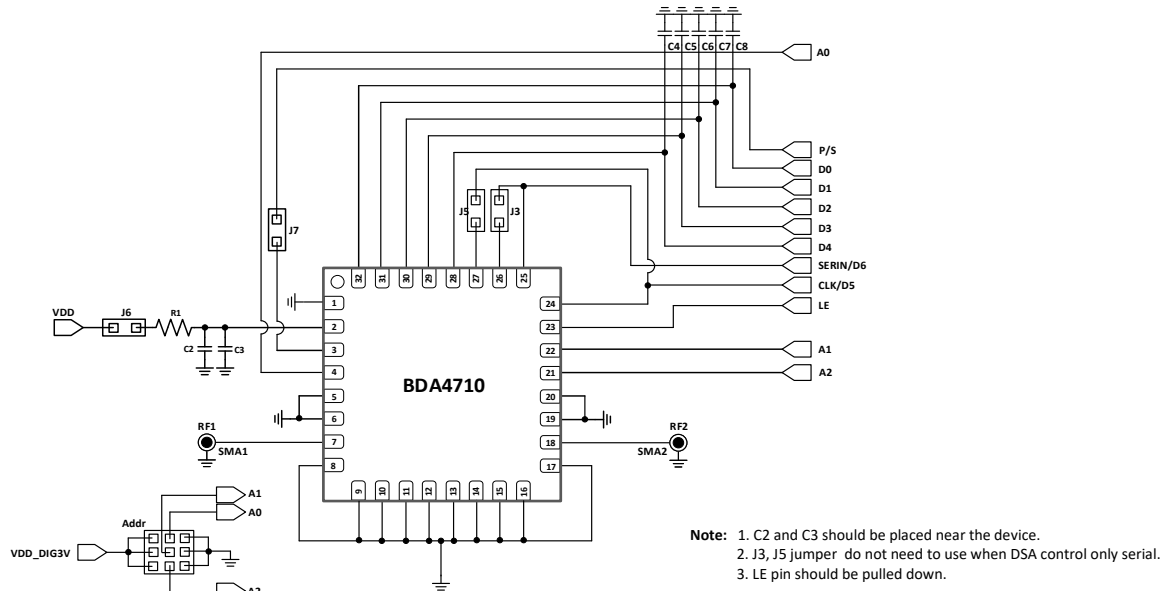 C4 C5 C6 C7 C8
A0
P/S
D0
D1
D2
D3
D4
SERIN/D6
CLK/D5
LE
A1
A2
J5 J3
J7
32 31 30 29 28 27 26 25
VDD
J6
R1
C2 C3
1
2
3
4
5
6
7
8
24
23
22
21
20
19
18
17
BDA4710
RF1
SMA1
RF2
SMA2
9 10 11 12 13 14 15 16
A1
A0
Addr
VDD_DIG3V
A2
Note: 1. C2 and C3 should be placed near the device.
2. J3, J5 jumper do not need to use when DSA control only serial.
3. LE pin should be pulled down.